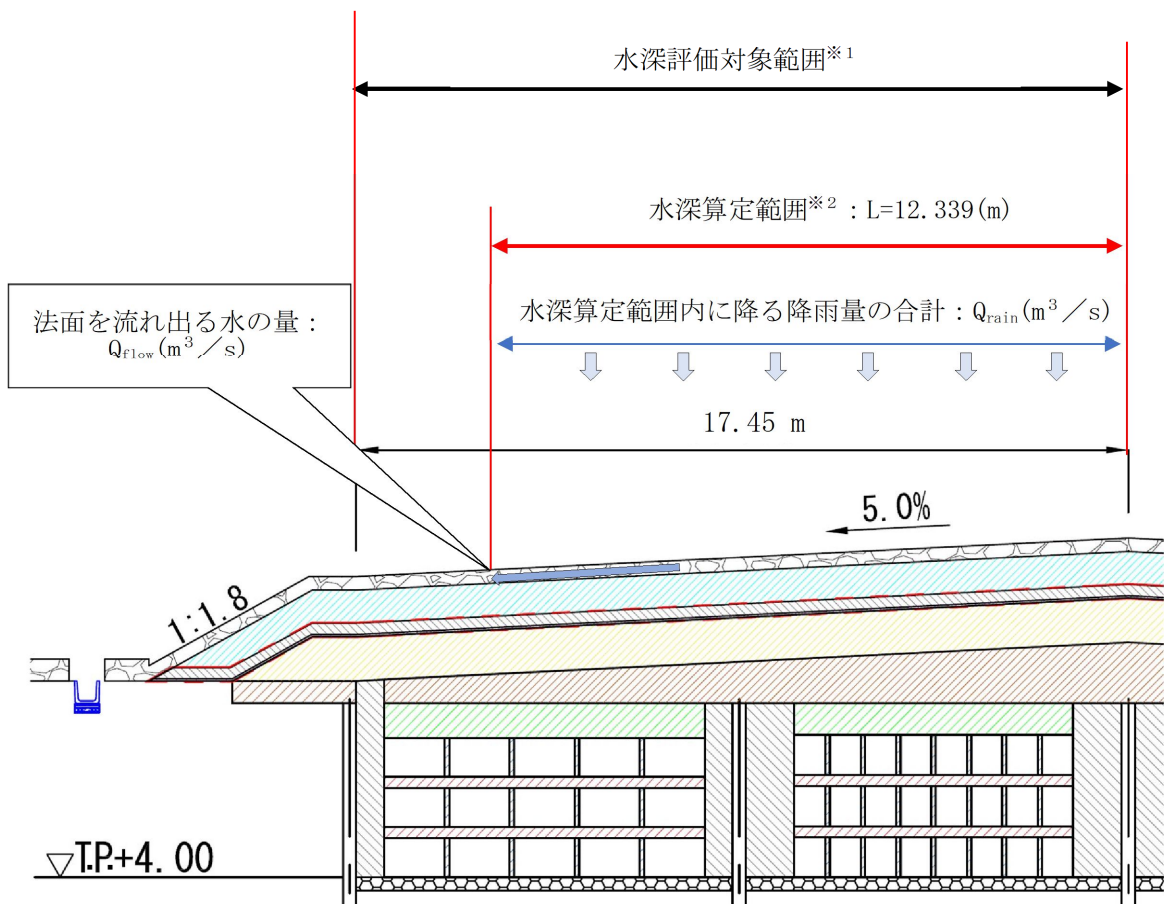 水深評価対象範囲※1
水深算定範囲※2：L=12.339(m)
水深算定範囲内に降る降雨量の合計：Qrain(m³／s)
法面を流れ出る水の量：
Qflow(m³／s)
17.45 m
5.0%
1:1.8
▽T.P.+4.00